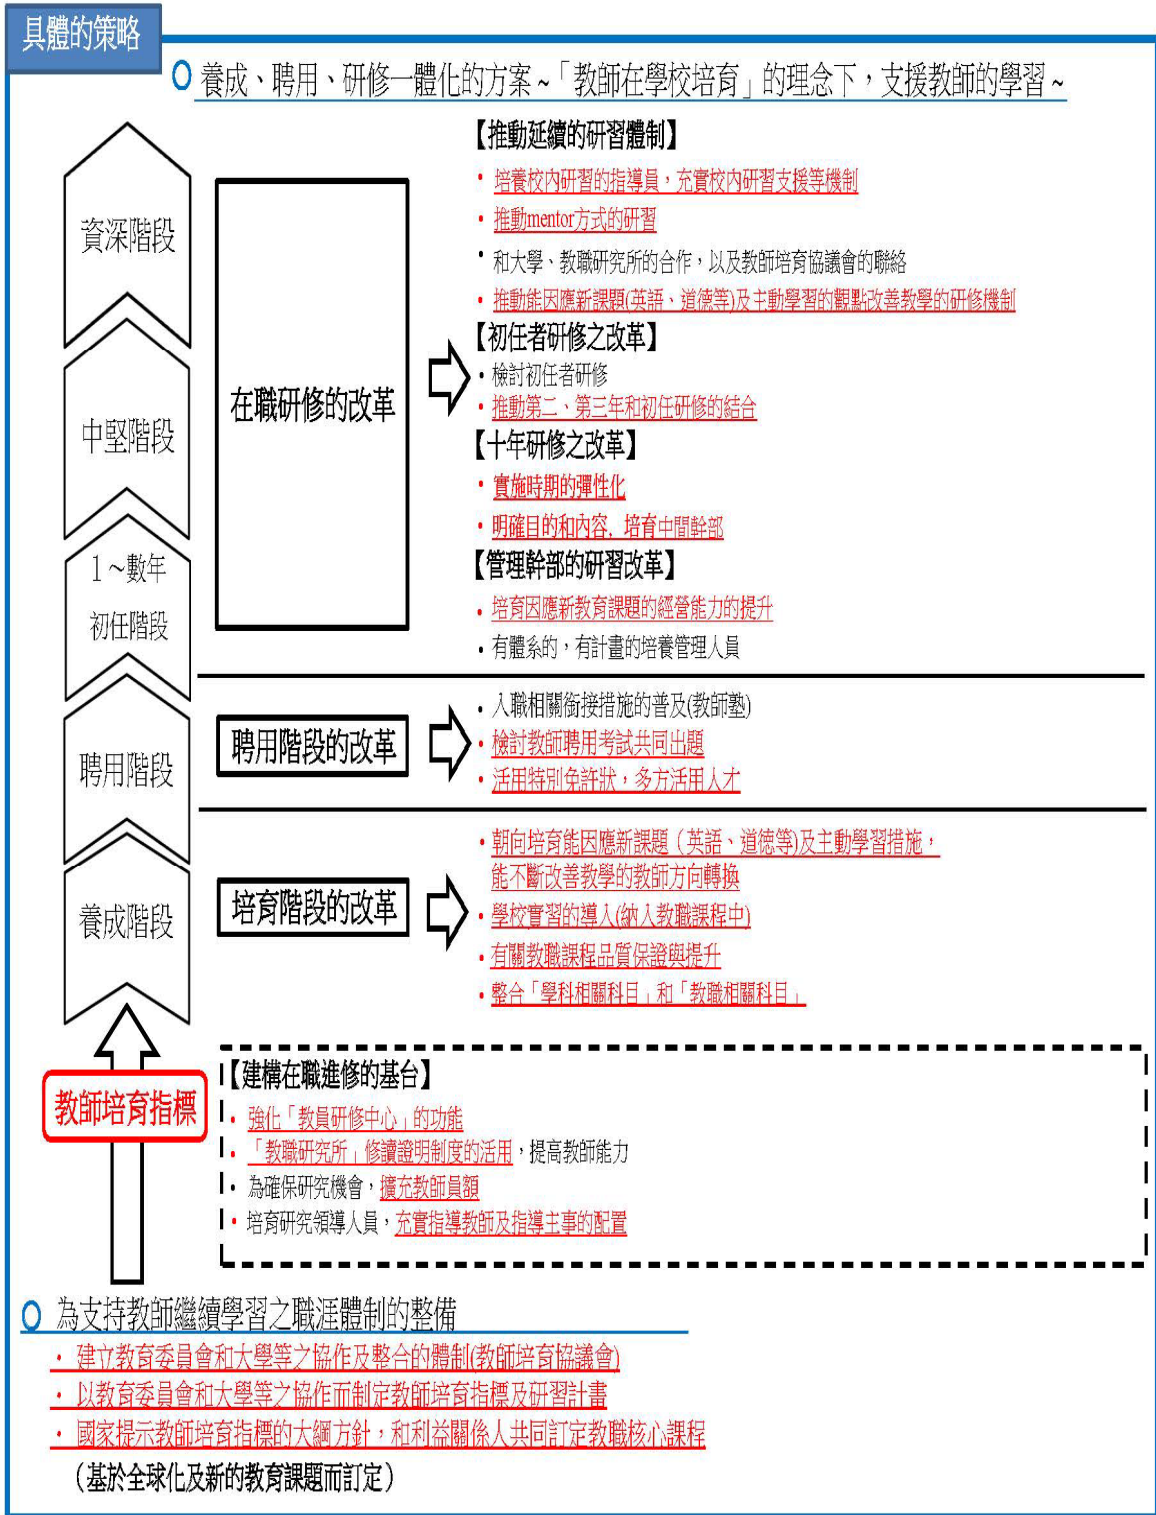 具體的策略
養成、聘用、研修一體化的方案~「教師在學校培育」的理念下，支援教師的學習~
資深階段
中堅階段
1～數年
初任階段
聘用階段
養成階段
教師培育指標
在職研修的改革
【推動延續的研習體制】
・培養校內研習的指導員，充實校內研習支援等機制
・推動mentor方式的研習
・和大學、教職研究所的合作，以及教師培育協議會的聯絡
・推動能因應新課題(英語、道德等)及主動學習的觀點改善教學的研修機制
【初任者研修之改革】
・檢討初任者研修
・推動第二、第三年和初任研修的結合
【十年研修之改革】
・實施時期的彈性化
・明確目的和內容, 培育中間幹部
【管理幹部的研習改革】
・培育因應新教育課題的經營能力的提升
・有體系的，有計畫的培養管理人員
聘用階段的改革
・入職相關銜接措施的普及(教師塾)
・檢討教師聘用考試共同出題
・活用特別免許狀，多方活用人才
培育階段的改革
・朝向培育能因應新課題（英語、道德等)及主動學習措施，
能不斷改善教學的教師方向轉換
・學校實習的導入(納入教職課程中)
・有關教職課程品質保證與提升
・整合「學科相關科目」和「教職相關科目」
【建構在職進修的基台】
・強化「教員研修中心」的功能
・「教職研究所」修讀證明制度的活用，提高教師能力
・為確保研究機會，擴充教師員額
・培育研究領導人員，充實指導教師及指導主事的配置
為支持教師繼續學習之職涯體制的整備
・建立教育委員會和大學等之協作及整合的體制(教師培育協議會)
・以教育委員會和大學等之協作而制定教師培育指標及研習計畫
・國家提示教師培育指標的大綱方針，和利益關係人共同訂定教職核心課程
（基於全球化及新的教育課題而訂定）